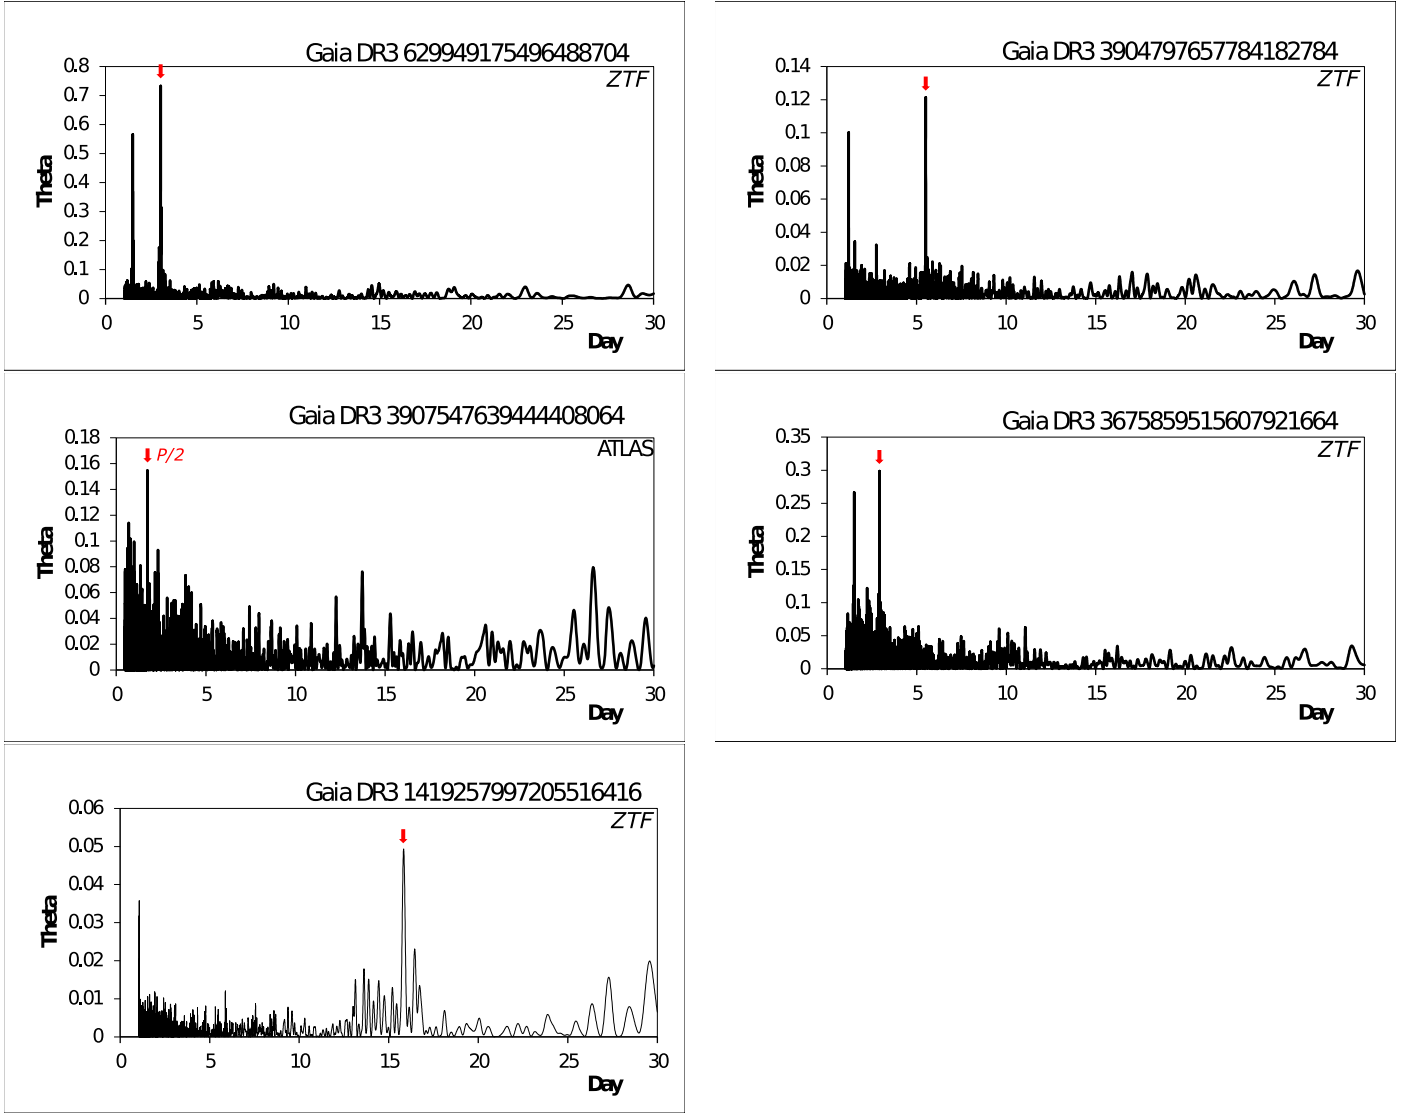 Gaia DR3 629949175496488704
ZTF
0.8
0.7
0.6
0.5
0.4
0.3
0.2
0.1
0
Theta
0 5 10 15 20 25 30
Day
Gaia DR3 3904797657784182784
ZTF
0.14
0.12
0.1
0.08
0.06
0.04
0.02
0
Theta
0 5 10 15 20 25 30
Day
Gaia DR3 3907547639444408064
ATLAS
P/2
0.18
0.16
0.14
0.12
0.1
0.08
0.06
0.04
0.02
0
Theta
0 5 10 15 20 25 30
Day
Gaia DR3 3675859515607921664
ZTF
0.35
0.3
0.25
0.2
0.15
0.1
0.05
0
Theta
0 5 10 15 20 25 30
Day
Gaia DR3 1419257997205516416
ZTF
0.06
0.05
0.04
0.03
0.02
0.01
0
Theta
0 5 10 15 20 25 30
Day